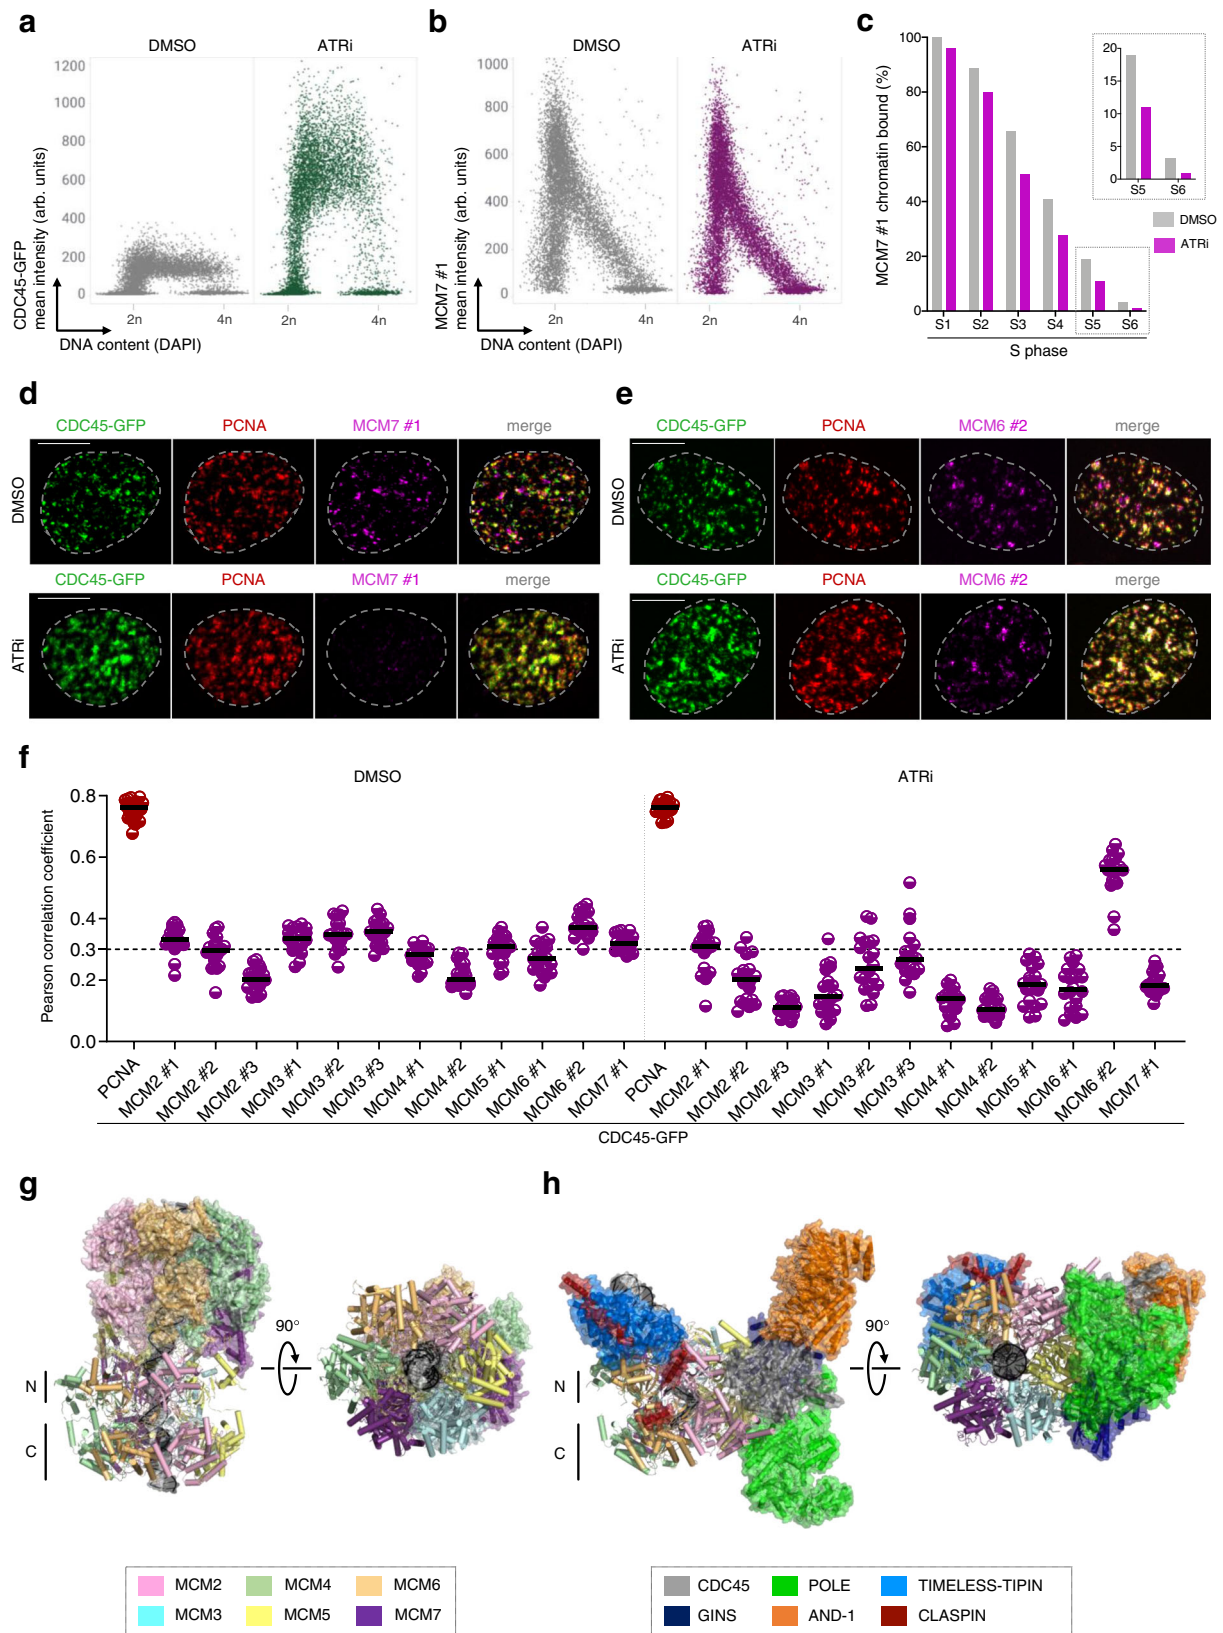 a
DMSO
ATRi
1200
1000
800
600
400
200
0
CDC45-GFP
mean intensity (arb. units)
2n
4n
2n
4n
DNA content (DAPI)
b
DMSO
ATRi
1000
800
600
400
200
0
MCM7 #1
mean intensity (arb. units)
2n
4n
2n
4n
DNA content (DAPI)
c
MCM7 #1 chromatin bound (%)
100
80
60
40
20
0
S1
S2
S3
S4
S5
S6
S phase
20
15
10
5
0
S5
S6
DMSO
ATRi
d
CDC45-GFP
PCNA
MCM7 #1
merge
DMSO
CDC45-GFP
PCNA
MCM7 #1
merge
ATRi
e
CDC45-GFP
PCNA
MCM6 #2
merge
DMSO
CDC45-GFP
PCNA
MCM6 #2
merge
ATRi
f
DMSO
ATRi
Pearson correlation coefficient
0.8
0.6
0.4
0.3
0.2
0.0
PCNA
MCM2 #1
MCM2 #2
MCM2 #3
MCM3 #1
MCM3 #2
MCM3 #3
MCM4 #1
MCM4 #2
MCM5 #1
MCM6 #1
MCM6 #2
MCM7 #1
PCNA
MCM2 #1
MCM2 #2
MCM2 #3
MCM3 #1
MCM3 #2
MCM3 #3
MCM4 #1
MCM4 #2
MCM5 #1
MCM6 #1
MCM6 #2
MCM7 #1
CDC45-GFP
g
N
C
90°
MCM2
MCM4
MCM6
MCM3
MCM5
MCM7
h
N
C
90°
CDC45
POLE
TIMELESS-TIPIN
GINS
AND-1
CLASPIN